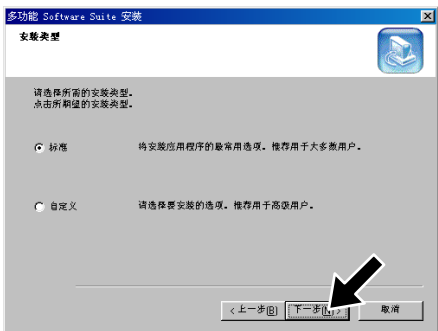 多功能 Software Suite 安装
安装类型
请选择所需的安装类型。
点击所期望的安装类型。
标准
将安装应用程序的最常用选项。推荐用于大多数用户。
自定义
请选择要安装的选项。推荐用于高级用户。
<上一步(B)
下一步(N)>
取消